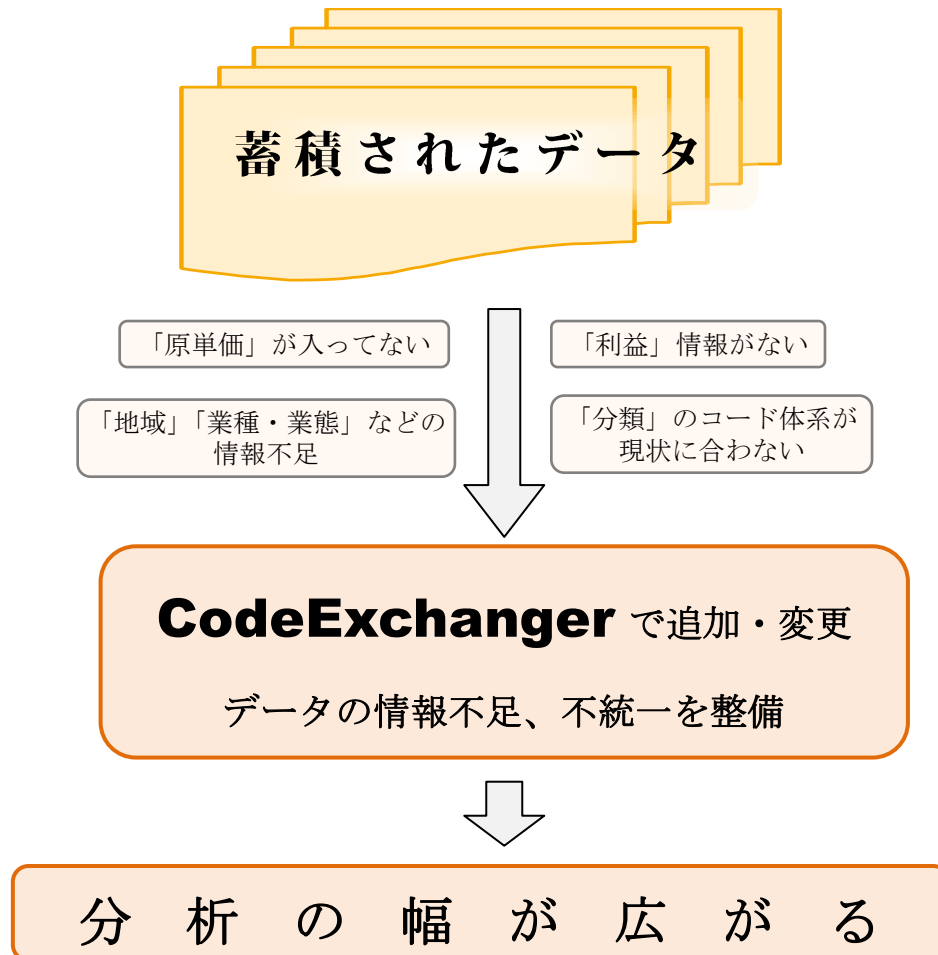 蓄積されたデータ
「原単価」が入ってない
「利益」情報がない
「地域」「業種・業態」などの
情報不足
「分類」のコード体系が
現状に合わない
CodeExchanger で追加・変更
データの情報不足、不統一を整備
分析の幅が広がる